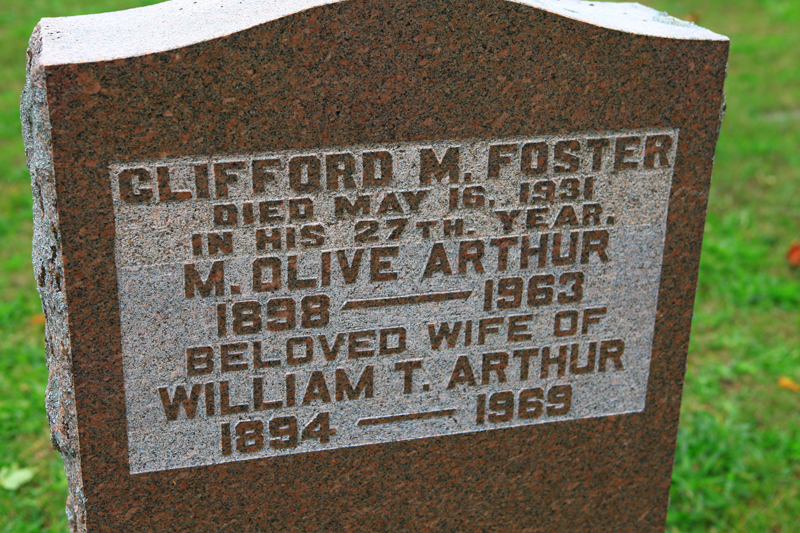 CLIFFORD M. FOSTER
DIED MAY 16, 1931
IN HIS 27TH. YEAR.
M. OLIVE ARTHUR
1898 — 1963
BELOVED WIFE OF
WILLIAM T. ARTHUR
1894 — 1969